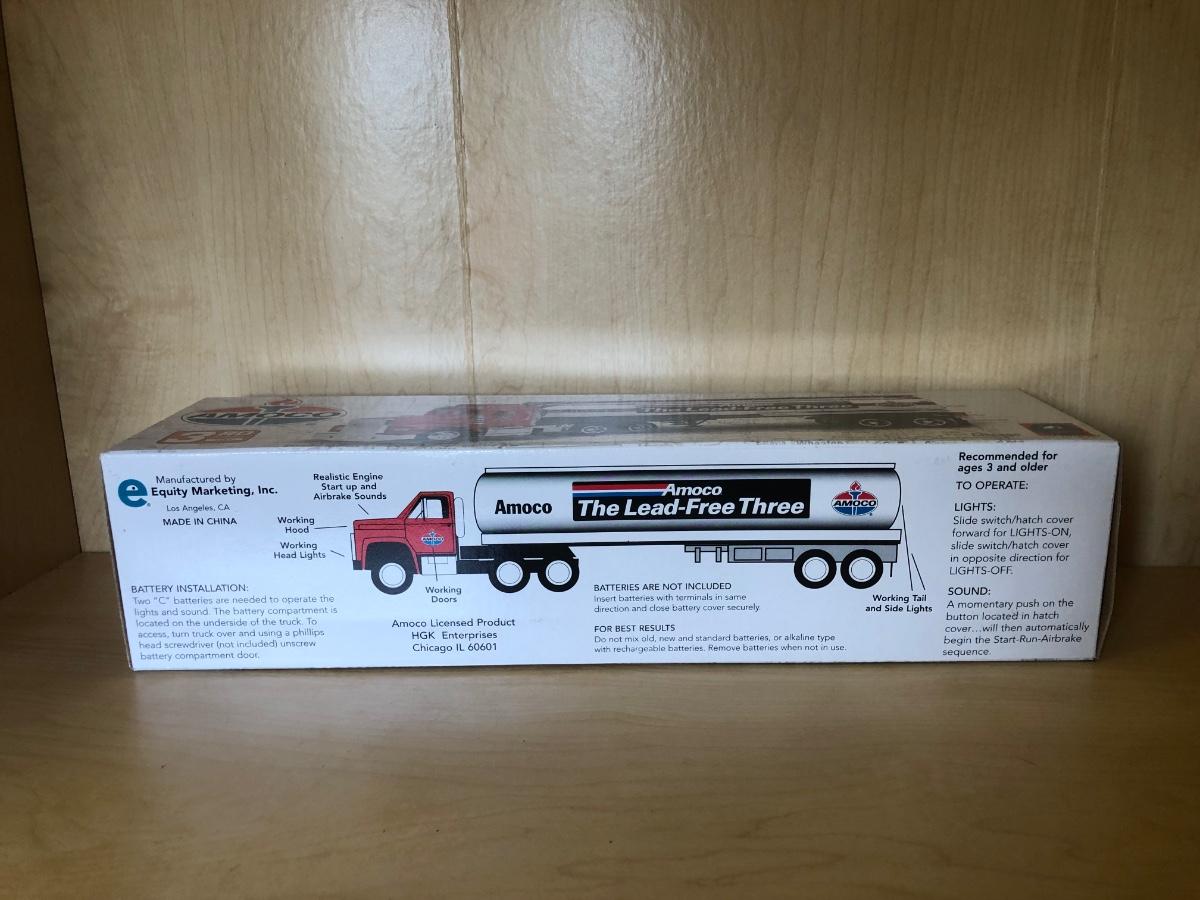 AMOCO
The Lead-Free Three
Manufactured by
e Equity Marketing, Inc.
Los Angeles, CA
MADE IN CHINA
Realistic Engine
Start up and
Airbrake Sounds
Working
Hood
Working
Head Lights
Working
Doors
AMOCO
Amoco
Amoco
The Lead-Free Three
AMOCO
BATTERY INSTALLATION:
Two "C" batteries are needed to operate the
lights and sound. The battery compartment is
located on the underside of the truck. To
access, turn truck over and using a phillips
head screwdriver (not included) unscrew
battery compartment door.
Amoco Licensed Product
HGK Enterprises
Chicago IL 60601
BATTERIES ARE NOT INCLUDED
Insert batteries with terminals in same
direction and close battery cover securely.
FOR BEST RESULTS
Do not mix old, new and standard batteries, or alkaline type
with rechargeable batteries. Remove batteries when not in use.
Working Tail
and Side Lights
Recommended for
ages 3 and older
TO OPERATE:
LIGHTS:
Slide switch/hatch cover
forward for LIGHTS-ON,
slide switch/hatch cover
in opposite direction for
LIGHTS-OFF.
SOUND:
A momentary push on the
button located in hatch
cover...will then automatically
begin the Start-Run-Airbrake
sequence.